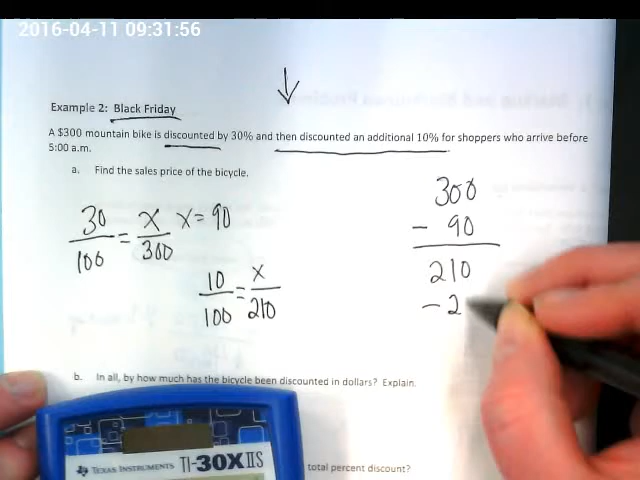 2016-04-11 09:31:56
Example 2: Black Friday
A $300 mountain bike is discounted by 30% and then discounted an additional 10% for shoppers who arrive before
5:00 a.m.
a. Find the sales price of the bicycle.
30/100 = x/300 x = 90
10/100 = x/210
300
- 90
210
- 2
b. In all, by how much has the bicycle been discounted in dollars? Explain.
TEXAS INSTRUMENTS TI-30X IIS
total percent discount?